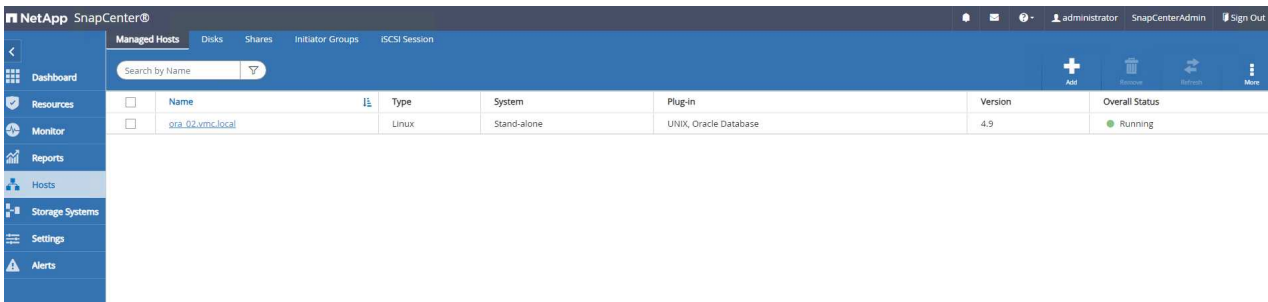 NetApp SnapCenter®
administrator SnapCenterAdmin Sign Out
Managed Hosts Disks Shares Initiator Groups iSCSI Session
Search by Name
Add Remove Refresh More
Dashboard
Resources
Monitor
Reports
Hosts
Storage Systems
Settings
Alerts
Name Type System Plug-in Version Overall Status
ora_02.vmc.local Linux Stand-alone UNIX, Oracle Database 4.9 Running